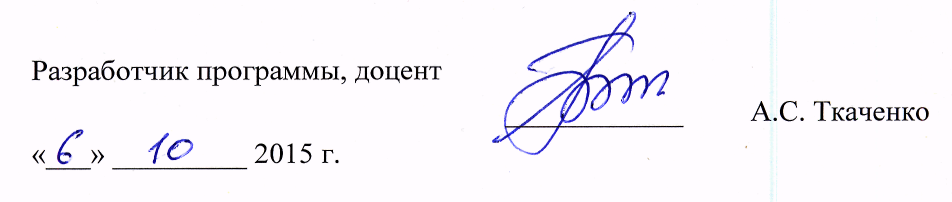 Разработчик программы, доцент
А.С. Ткаченко
«6» 10 2015 г.